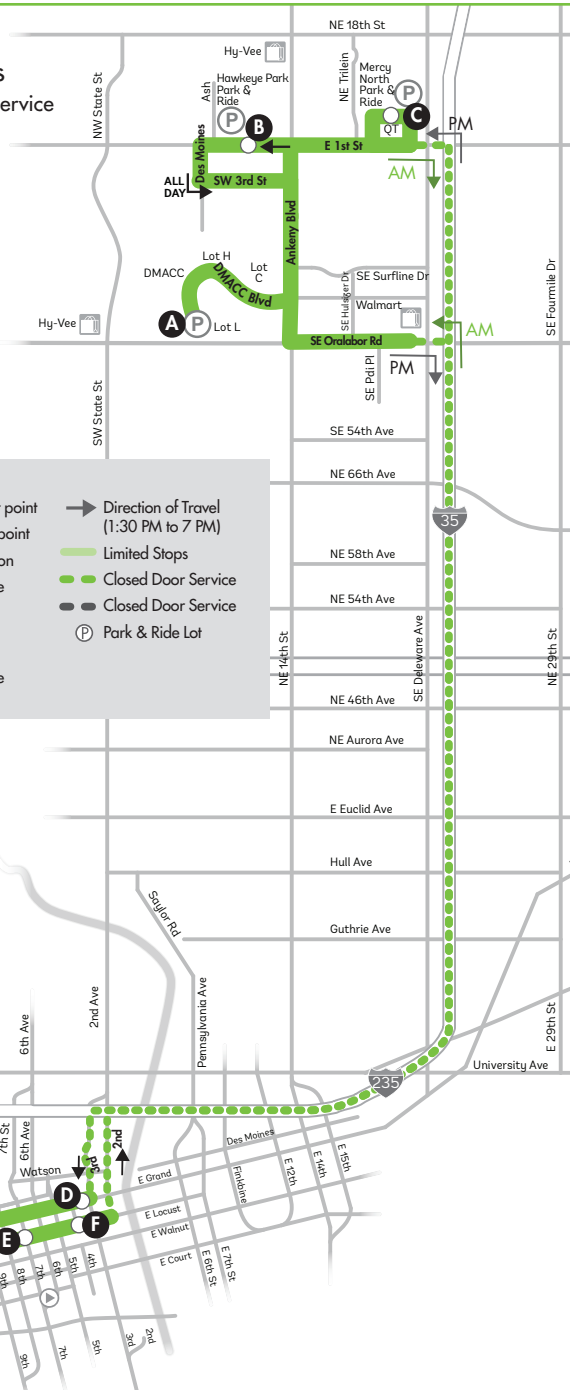 NE 18th St
s
ervice
Hy-Vee
NW State St
Ash
Hawkeye Park
Park &
Ride
P
B
NE Trilein
Mercy
North
Park &
Ride
P
C
QT
PM
Des Moines
E 1st St
AM
ALL
DAY
SW 3rd St
Ankeny Blvd
Lot H
Lot
C
DMACC
DMACC Blvd
SE Surfline Dr
SE Hulsizer Dr
Walmart
SE Fourmile Dr
Hy-Vee
A
P
Lot L
AM
SE Oralabor Rd
PM
SE Pdi Pl
SW State St
SE 54th Ave
NE 66th Ave
point
Direction of Travel
(1:30 PM to 7 PM)
point
on
Limited Stops
e
Closed Door Service
Closed Door Service
P
Park & Ride Lot
e
35
NE 58th Ave
NE 54th Ave
NE 14th St
SE Deleware Ave
NE 29th St
NE 46th Ave
NE Aurora Ave
E Euclid Ave
Hull Ave
Saylor Rd
Guthrie Ave
6th Ave
2nd Ave
Pennsylvania Ave
E 29th St
University Ave
235
7th St
6th Ave
3rd
2nd
Watson
Des Moines
E 14th St
E 15th
E 12th
Finkbine
E Grand
D
E Locust
E
F
E Walnut
E Court
E 6th St
E 7th St
9th
8th
7th
6th
5th
4th
9th
7th
5th
3rd
2nd